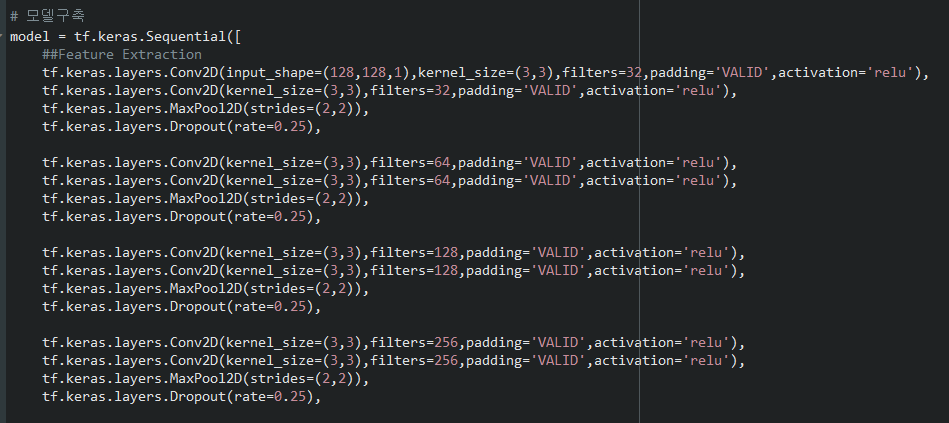 # 모델구축
model = tf.keras.Sequential([
##Feature Extraction
tf.keras.layers.Conv2D(input_shape=(128,128,1),kernel_size=(3,3),filters=32,padding='VALID',activation='relu'),
tf.keras.layers.Conv2D(kernel_size=(3,3),filters=32,padding='VALID',activation='relu'),
tf.keras.layers.MaxPool2D(strides=(2,2)),
tf.keras.layers.Dropout(rate=0.25),
tf.keras.layers.Conv2D(kernel_size=(3,3),filters=64,padding='VALID',activation='relu'),
tf.keras.layers.Conv2D(kernel_size=(3,3),filters=64,padding='VALID',activation='relu'),
tf.keras.layers.MaxPool2D(strides=(2,2)),
tf.keras.layers.Dropout(rate=0.25),
tf.keras.layers.Conv2D(kernel_size=(3,3),filters=128,padding='VALID',activation='relu'),
tf.keras.layers.Conv2D(kernel_size=(3,3),filters=128,padding='VALID',activation='relu'),
tf.keras.layers.MaxPool2D(strides=(2,2)),
tf.keras.layers.Dropout(rate=0.25),
tf.keras.layers.Conv2D(kernel_size=(3,3),filters=256,padding='VALID',activation='relu'),
tf.keras.layers.Conv2D(kernel_size=(3,3),filters=256,padding='VALID',activation='relu'),
tf.keras.layers.MaxPool2D(strides=(2,2)),
tf.keras.layers.Dropout(rate=0.25),